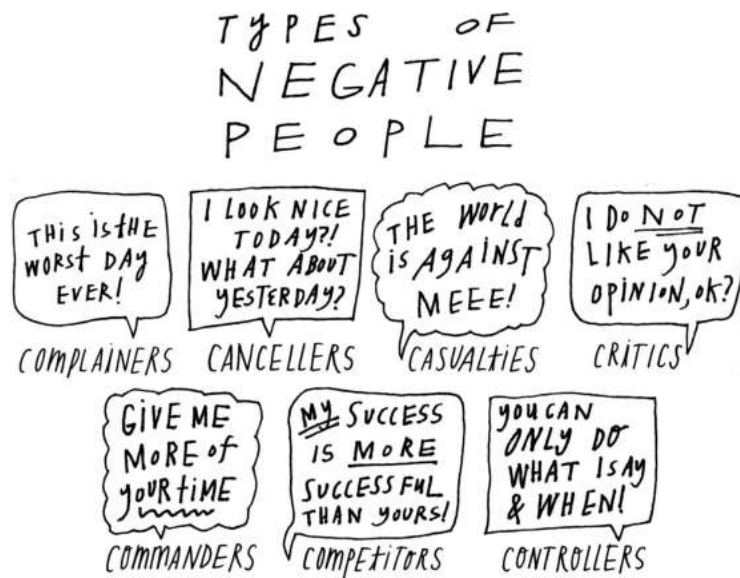 TYPES OF
NEGATIVE
PEOPLE
THIS IS THE
WORST DAY
EVER!
COMPLAINERS
I LOOK NICE
TODAY?!
WHAT ABOUT
YESTERDAY?
CANCELLERS
THE WORLD
IS AGAINST
MEEE!
CASUALTIES
I DO NOT
LIKE YOUR
OPINION, OK?
CRITICS
GIVE ME
MORE OF
YOUR TIME
COMMANDERS
MY SUCCESS
IS MORE
SUCCESSFUL
THAN YOURS!
COMPETITORS
YOU CAN
ONLY DO
WHAT I SAY
& WHEN!
CONTROLLERS